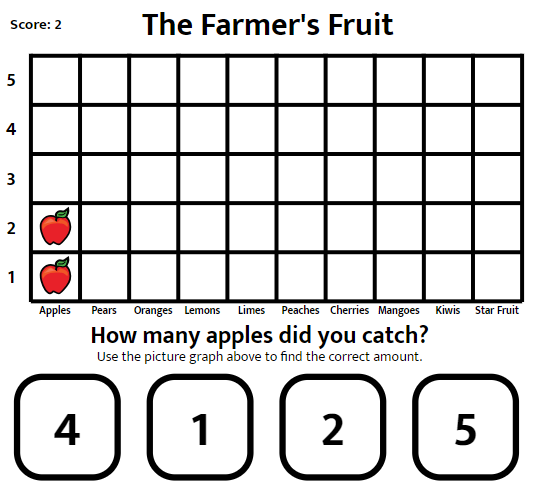 Score: 2
The Farmer's Fruit
5
4
3
2
1
Apples Pears Oranges Lemons Limes Peaches Cherries Mangoes Kiwis Star Fruit
How many apples did you catch?
Use the picture graph above to find the correct amount.
4 1 2 5